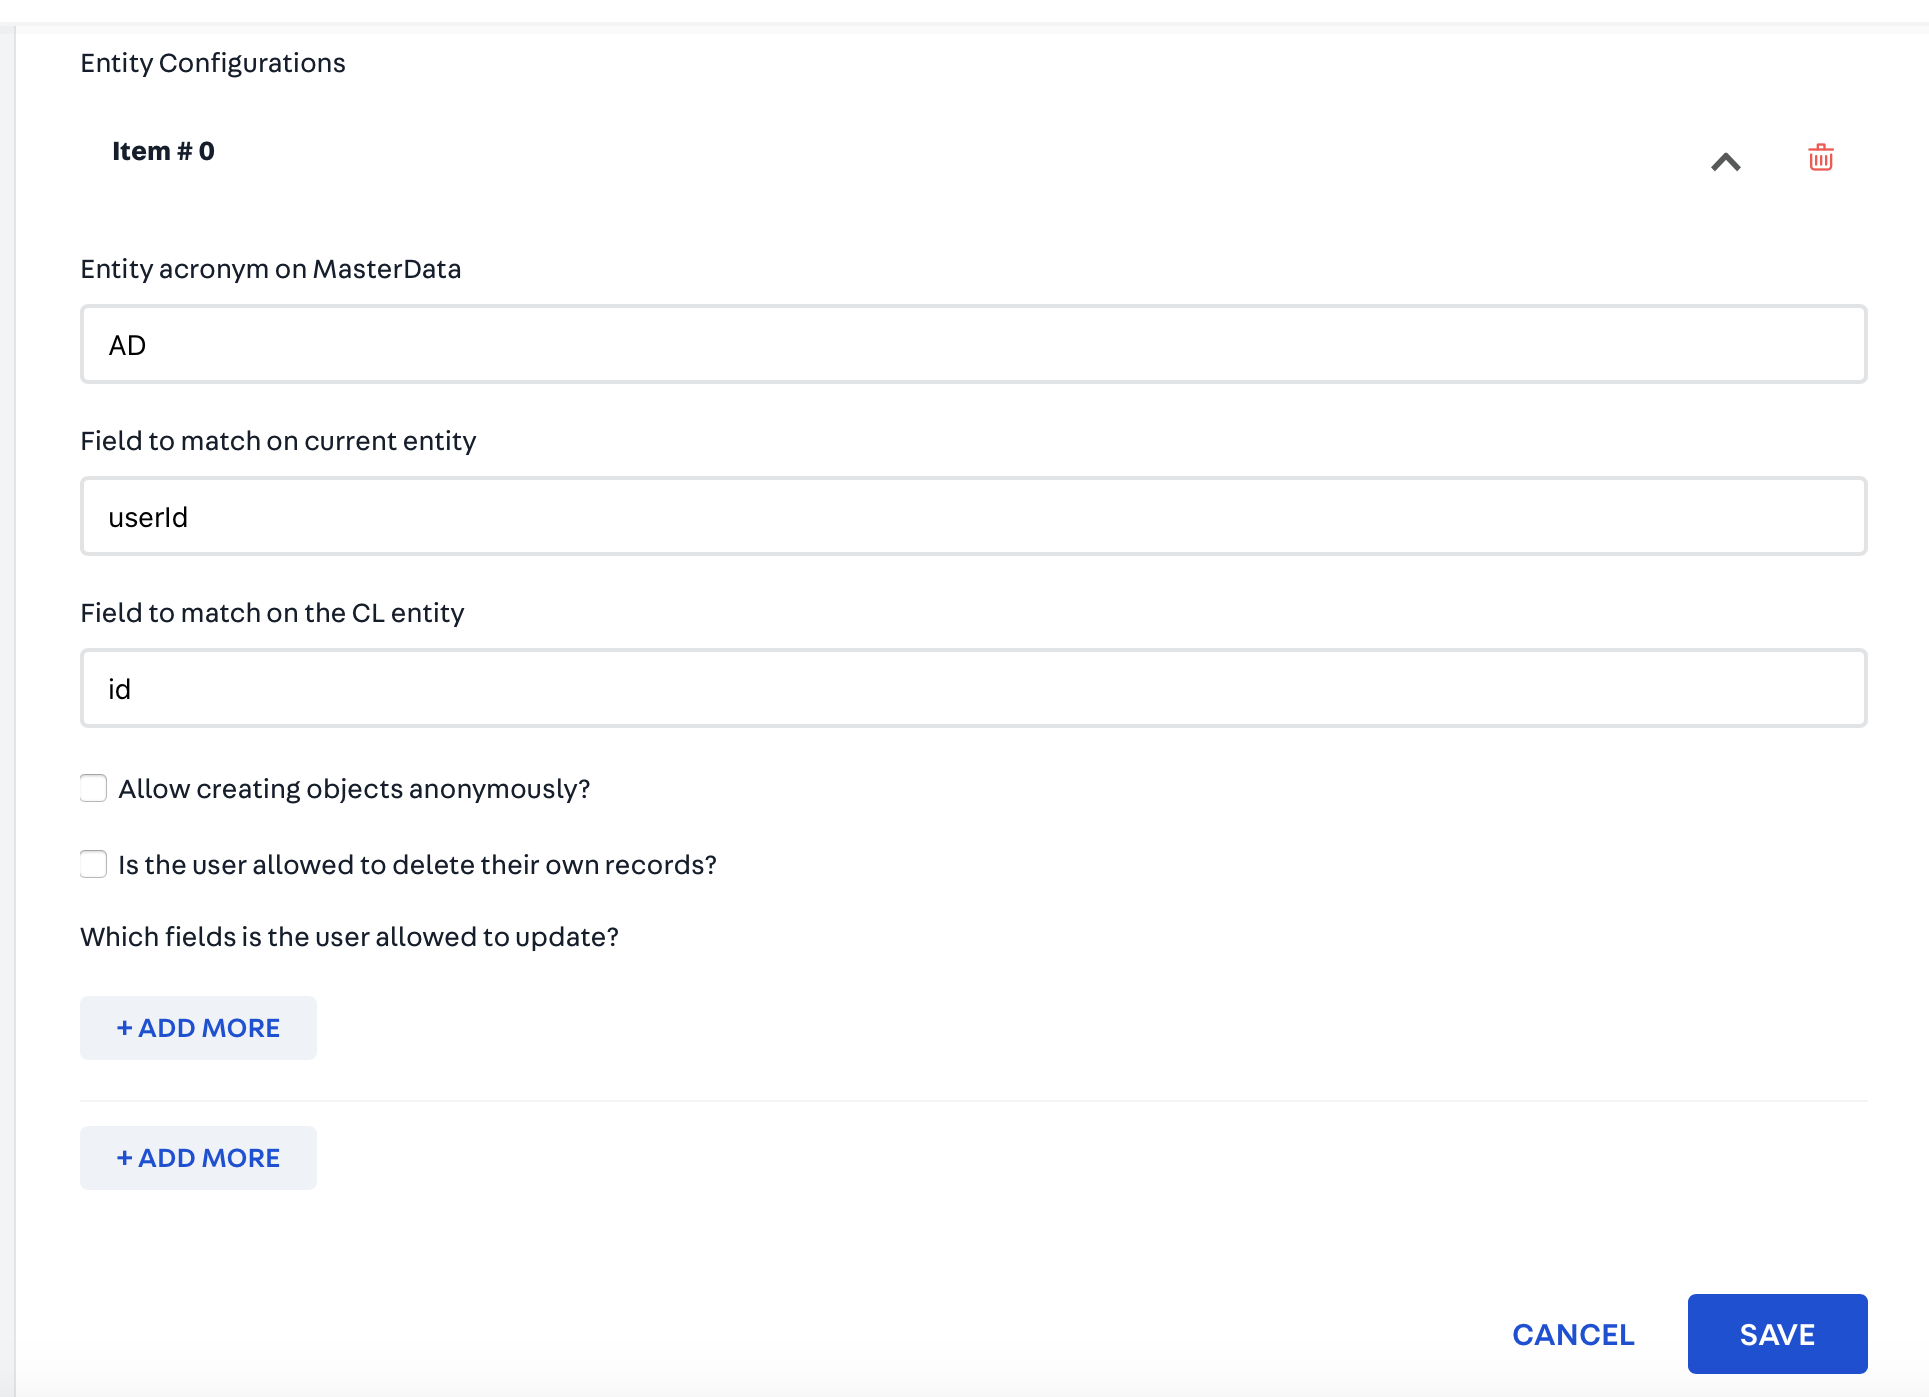 Entity Configurations
Item # 0
Entity acronym on MasterData
AD
Field to match on current entity
userId
Field to match on the CL entity
id
Allow creating objects anonymously?
Is the user allowed to delete their own records?
Which fields is the user allowed to update?
+ ADD MORE
+ ADD MORE
CANCEL
SAVE